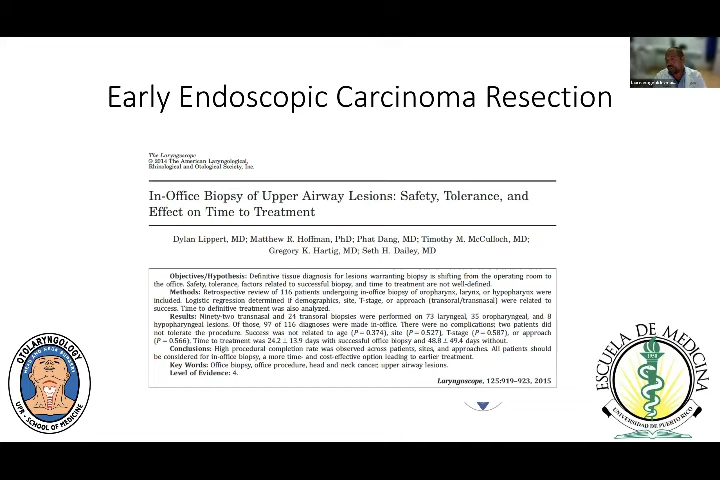 Early Endoscopic Carcinoma Resection
The Laryngoscope
© 2014 The American Laryngological,
Rhinological and Otological Society, Inc.
In-Office Biopsy of Upper Airway Lesions: Safety, Tolerance, and
Effect on Time to Treatment
Dylan Lippert, MD; Matthew R. Hoffman, PhD; Phat Dang, MD; Timothy M. McCulloch, MD;
Gregory K. Hartig, MD; Seth H. Dailey, MD
Objectives/Hypothesis: Definitive tissue diagnosis for lesions warranting biopsy is shifting from the operating room to
the office. Safety, tolerance, factors related to successful biopsy, and time to treatment are not well-defined.
Methods: Retrospective review of 116 patients undergoing in-office biopsy of oropharynx, larynx, or hypopharynx were
included. Logistic regression determined if demographics, site, T-stage, or approach (transoral/transnasal) were related to
success. Time to definitive treatment was also analyzed.
Results: Ninety-two transnasal and 24 transoral biopsies were performed on 73 laryngeal, 35 oropharyngeal, and 8
hypopharyngeal lesions. Of those, 97 of 116 diagnoses were made in-office. There were no complications; two patients did
not tolerate the procedure. Success was not related to age (P = 0.374), site (P = 0.527), T-stage (P = 0.587), or approach
(P = 0.566). Time to treatment was 24.2 ± 13.9 days with successful office biopsy and 48.8 ± 49.4 days without.
Conclusions: High procedural completion rate was observed across patients, sites, and approaches. All patients should
be considered for in-office biopsy, a more time- and cost-effective option leading to earlier treatment.
Key Words: Office biopsy, office procedure, head and neck cancer, upper airway lesions.
Level of Evidence: 4.
Laryngoscope, 125:919–923, 2015
OTOLARYNGOLOGY
UPR - SCHOOL OF MEDICINE
ESCUELA DE MEDICINA
1950
UNIVERSIDAD DE PUERTO RICO